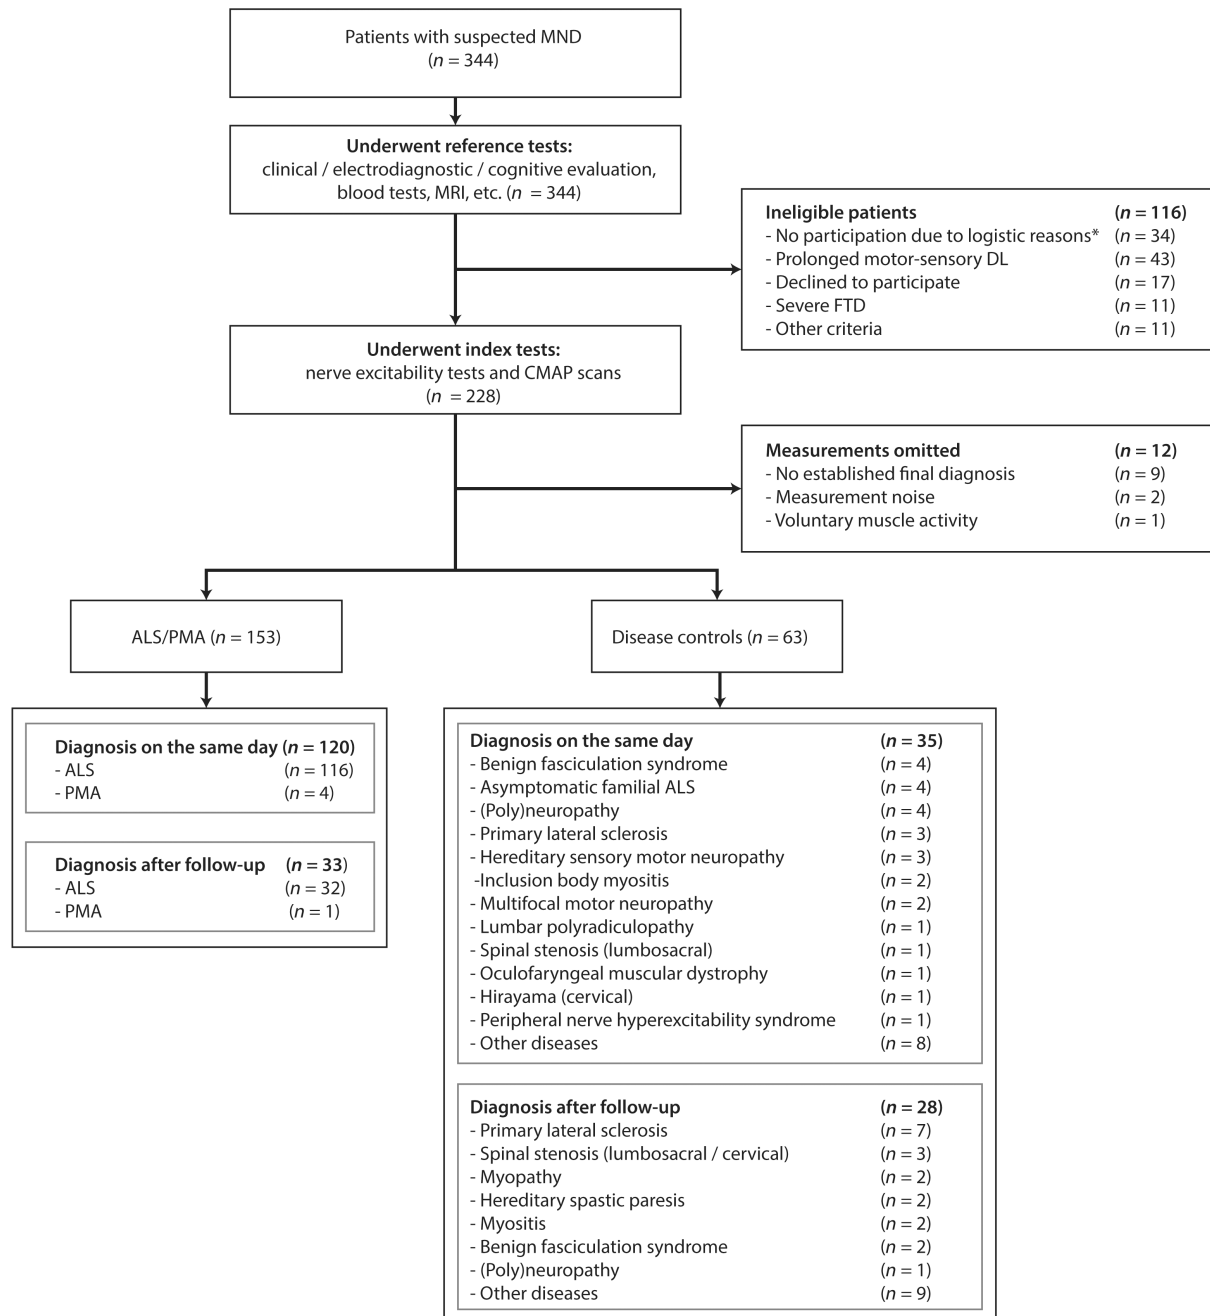 Patients with suspected MND
(n = 344)
Underwent reference tests:
clinical / electrodiagnostic / cognitive evaluation,
blood tests, MRI, etc. (n = 344)
Ineligible patients (n = 116)
- No participation due to logistic reasons* (n = 34)
- Prolonged motor-sensory DL (n = 43)
- Declined to participate (n = 17)
- Severe FTD (n = 11)
- Other criteria (n = 11)
Underwent index tests:
nerve excitability tests and CMAP scans
(n = 228)
Measurements omitted (n = 12)
- No established final diagnosis (n = 9)
- Measurement noise (n = 2)
- Voluntary muscle activity (n = 1)
ALS/PMA (n = 153)
Disease controls (n = 63)
Diagnosis on the same day (n = 120)
- ALS (n = 116)
- PMA (n = 4)
Diagnosis after follow-up (n = 33)
- ALS (n = 32)
- PMA (n = 1)
Diagnosis on the same day (n = 35)
- Benign fasciculation syndrome (n = 4)
- Asymptomatic familial ALS (n = 4)
- (Poly)neuropathy (n = 4)
- Primary lateral sclerosis (n = 3)
- Hereditary sensory motor neuropathy (n = 3)
-Inclusion body myositis (n = 2)
- Multifocal motor neuropathy (n = 2)
- Lumbar polyradiculopathy (n = 1)
- Spinal stenosis (lumbosacral) (n = 1)
- Oculofaryngeal muscular dystrophy (n = 1)
- Hirayama (cervical) (n = 1)
- Peripheral nerve hyperexcitability syndrome (n = 1)
- Other diseases (n = 8)
Diagnosis after follow-up (n = 28)
- Primary lateral sclerosis (n = 7)
- Spinal stenosis (lumbosacral / cervical) (n = 3)
- Myopathy (n = 2)
- Hereditary spastic paresis (n = 2)
- Myositis (n = 2)
- Benign fasciculation syndrome (n = 2)
- (Poly)neuropathy (n = 1)
- Other diseases (n = 9)